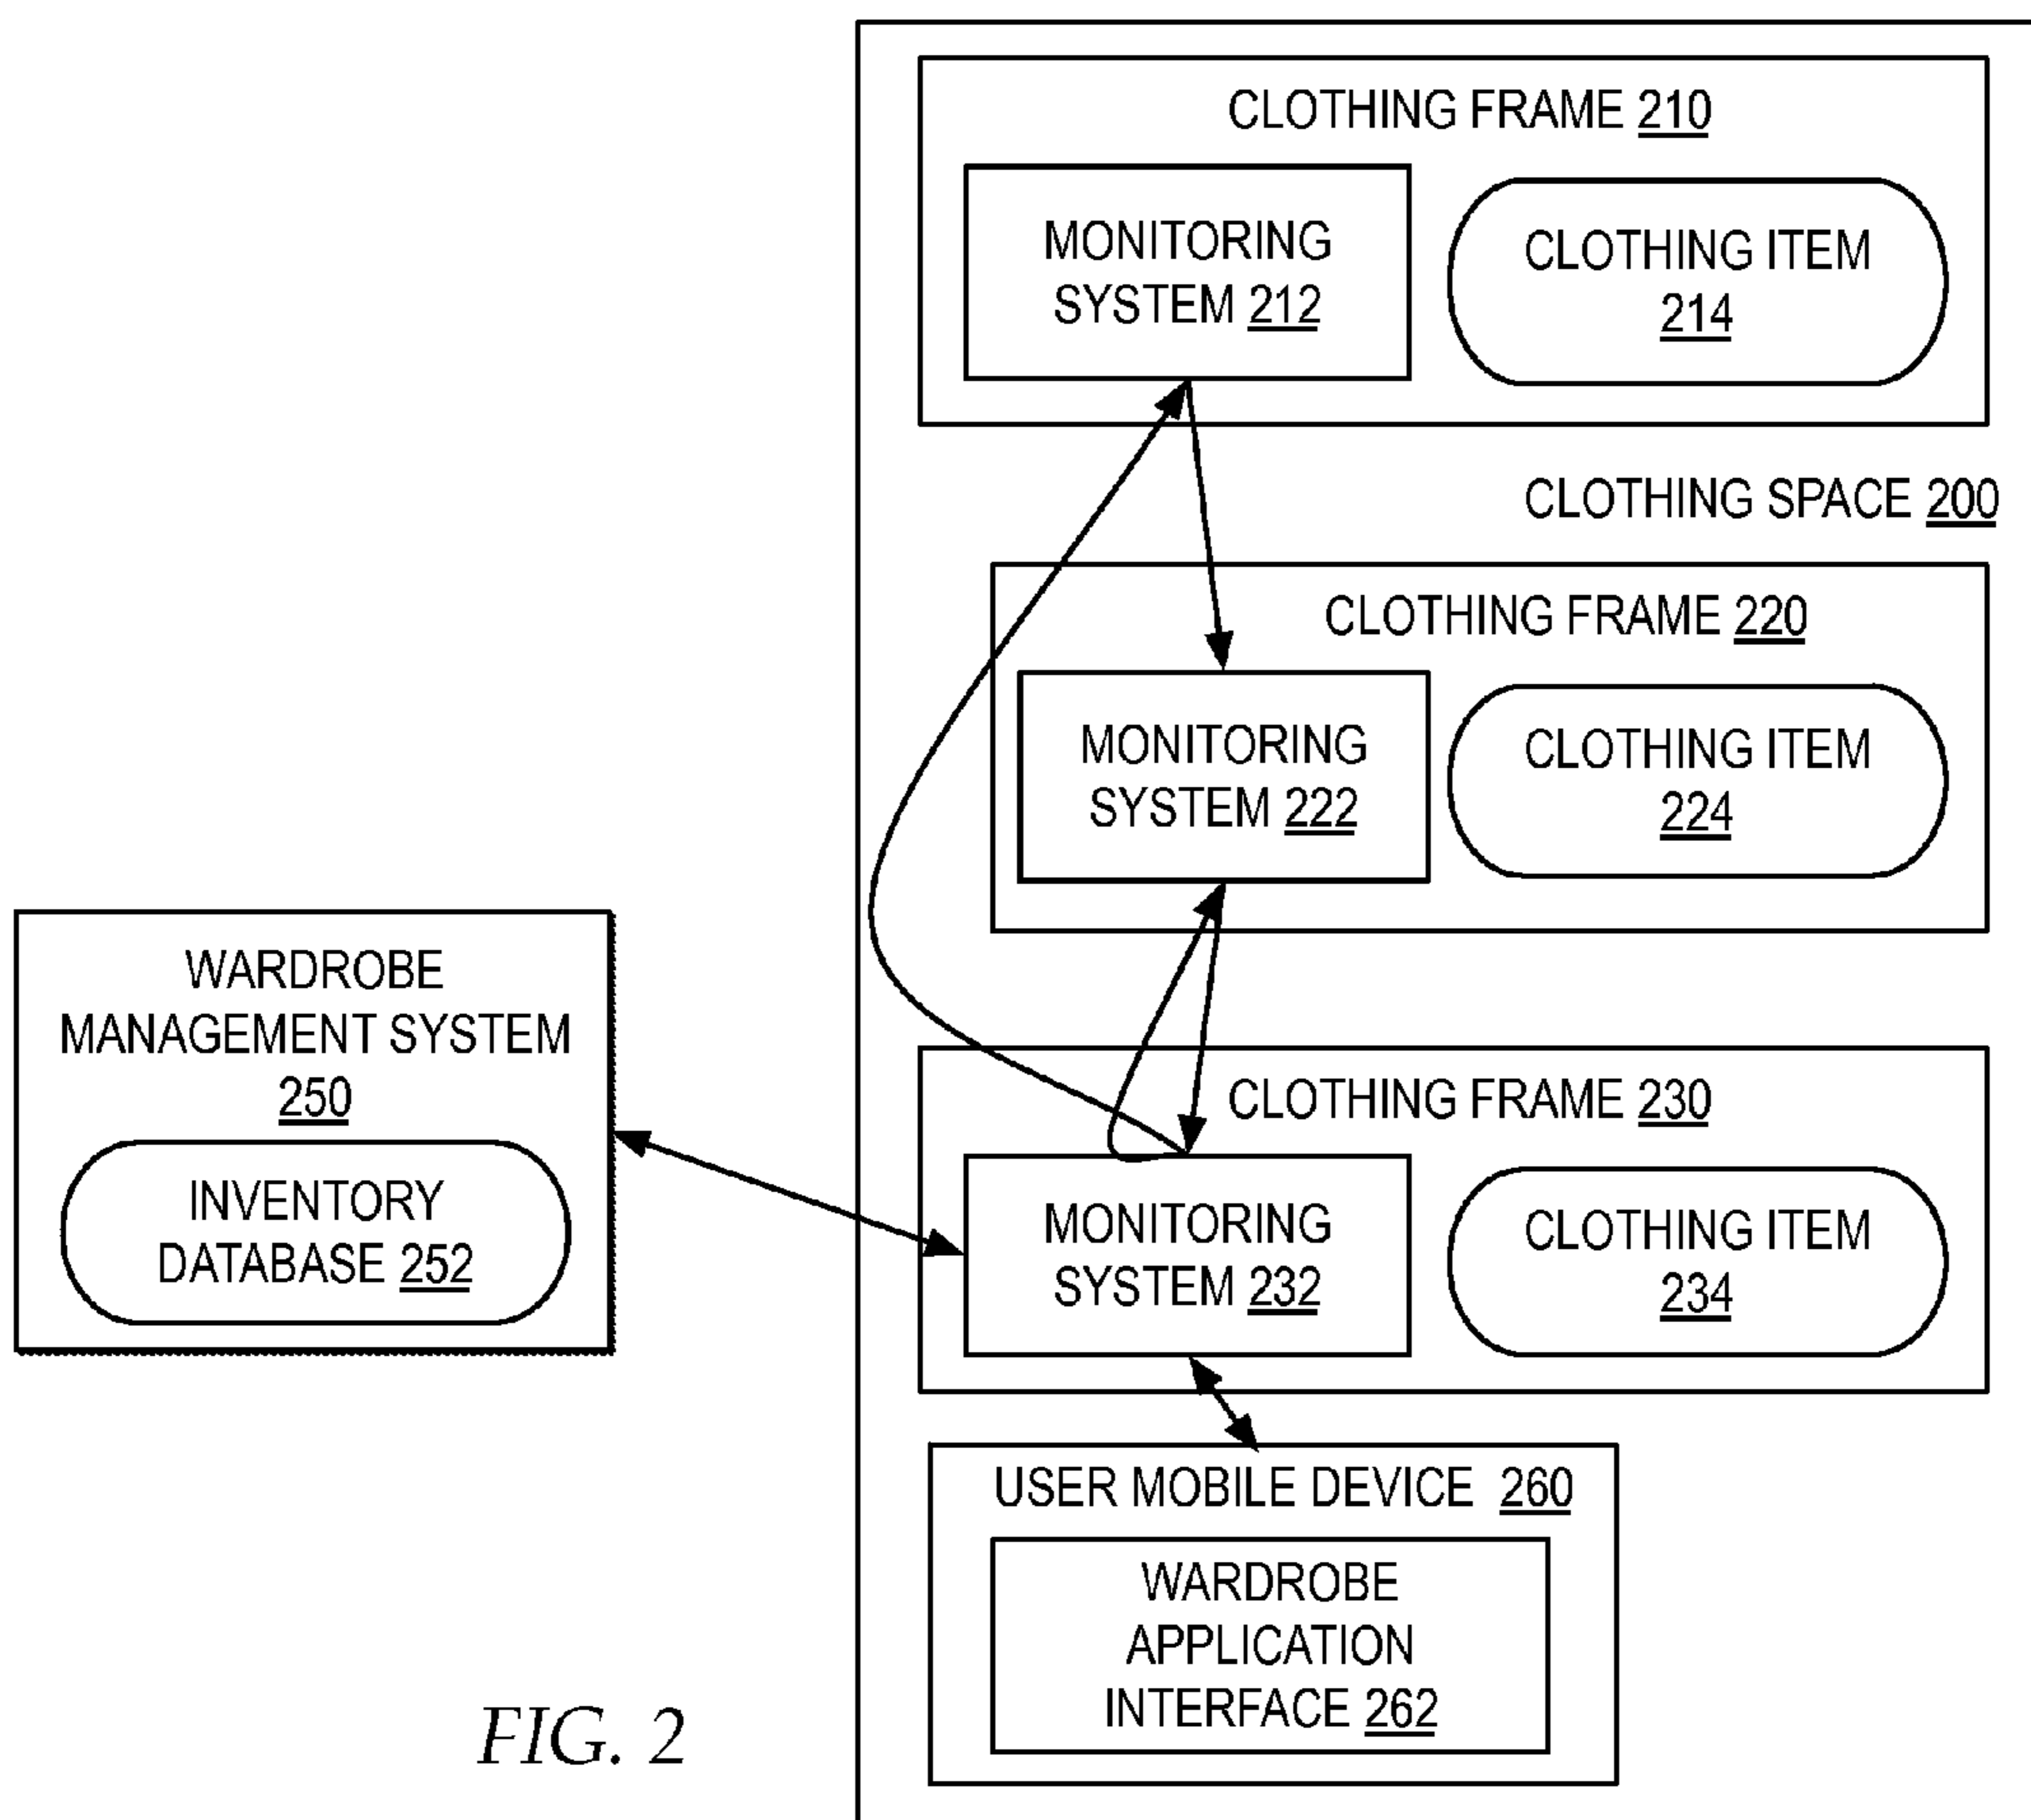 CLOTHING FRAME 210
MONITORING
SYSTEM 212
CLOTHING ITEM
214
CLOTHING SPACE 200
CLOTHING FRAME 220
MONITORING
SYSTEM 222
CLOTHING ITEM
224
WARDROBE
MANAGEMENT SYSTEM
250
INVENTORY
DATABASE 252
CLOTHING FRAME 230
MONITORING
SYSTEM 232
CLOTHING ITEM
234
USER MOBILE DEVICE 260
WARDROBE
APPLICATION
INTERFACE 262
FIG. 2